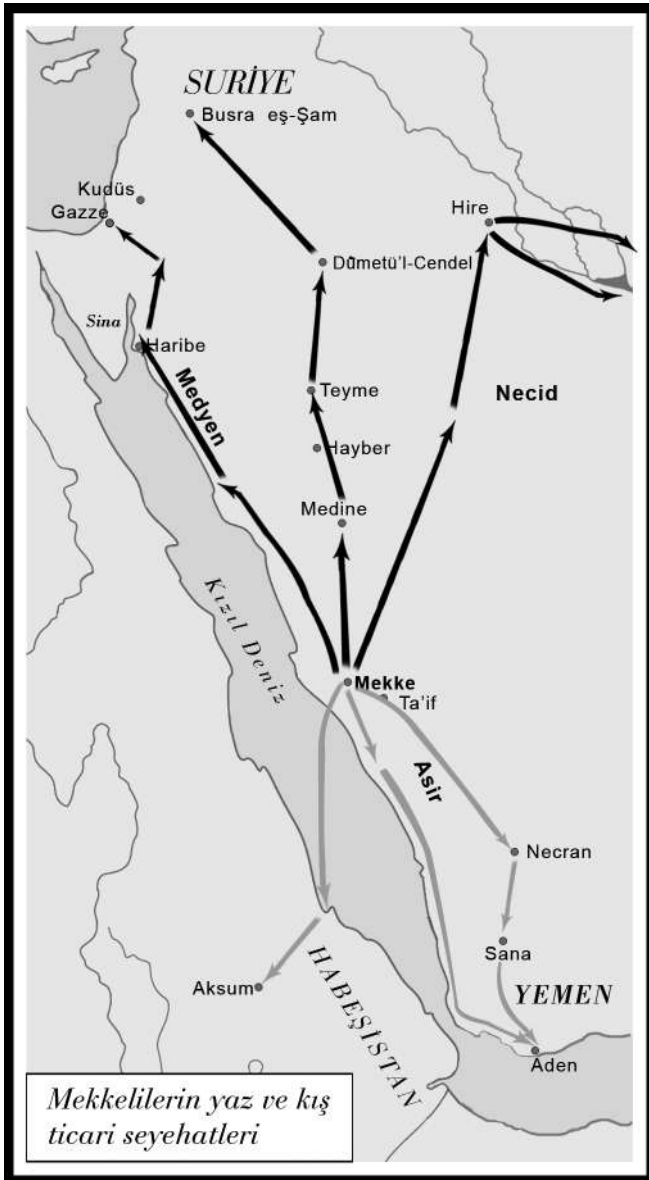 SURİYE
Busra eş-Şam
Kudüs
Gazze
Hire
Dûmetü'l-Cendel
Sina
Haribe
Medyen
Teyme
Necid
Hayber
Medine
Kızıl Deniz
Mekke
Ta'if
Asir
Necran
Sana
Aksum
HABEŞİSTAN
YEMEN
Aden
Mekkelilerin yaz ve kış
ticari seyehatleri